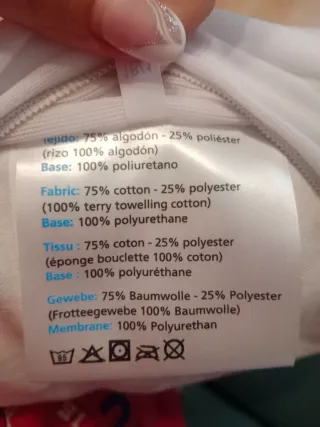 Tejido: 75% algodón - 25% poliéster
(rizo 100% algodón)
Base: 100% poliuretano
Fabric: 75% cotton - 25% polyester
(100% terry towelling cotton)
Base: 100% polyurethane
Tissu : 75% coton - 25% polyester
(éponge bouclette 100% coton)
Base : 100% polyuréthane
Gewebe: 75% Baumwolle - 25% Polyester
(Frotteegewebe 100% Baumwolle)
Membrane: 100% Polyurethan